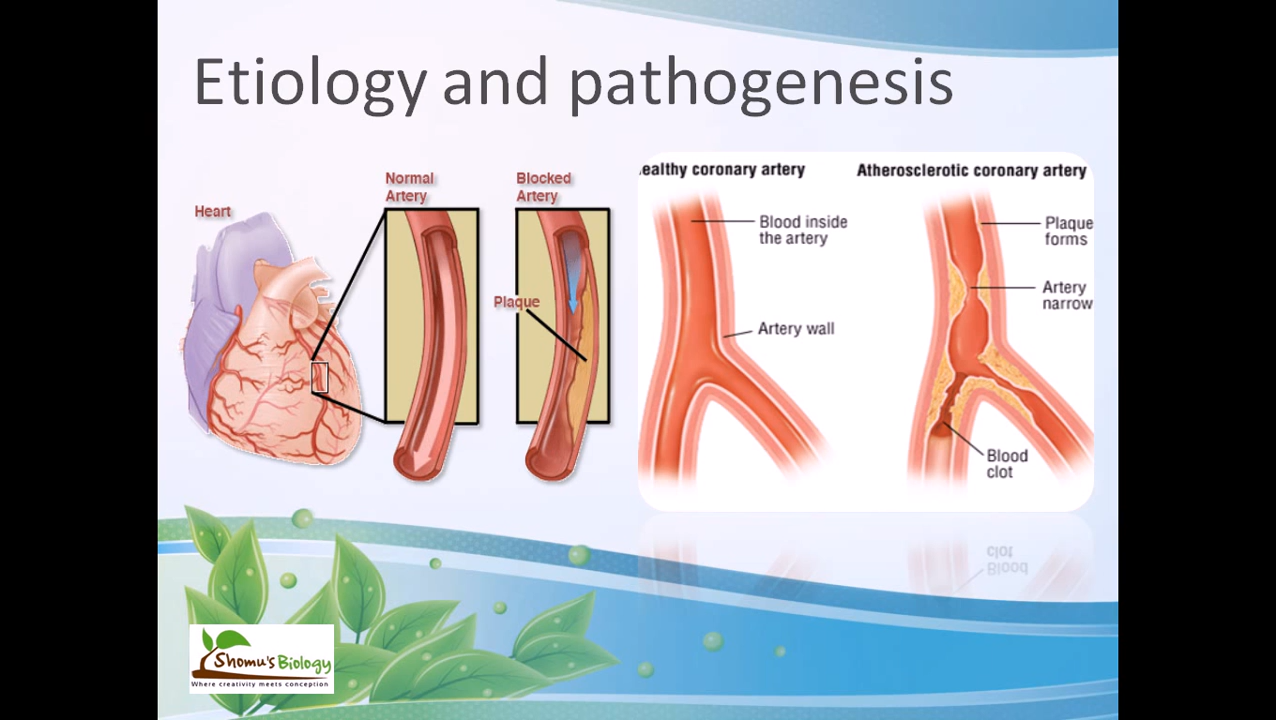 Etiology and pathogenesis
Heart
Normal
Artery
Blocked
Artery
Plaque
ealthy coronary artery
Blood inside
the artery
Artery wall
Atherosclerotic coronary artery
Plaque
forms
Artery
narrow
Blood
clot
Shomu's Biology
Where creativity meets conception